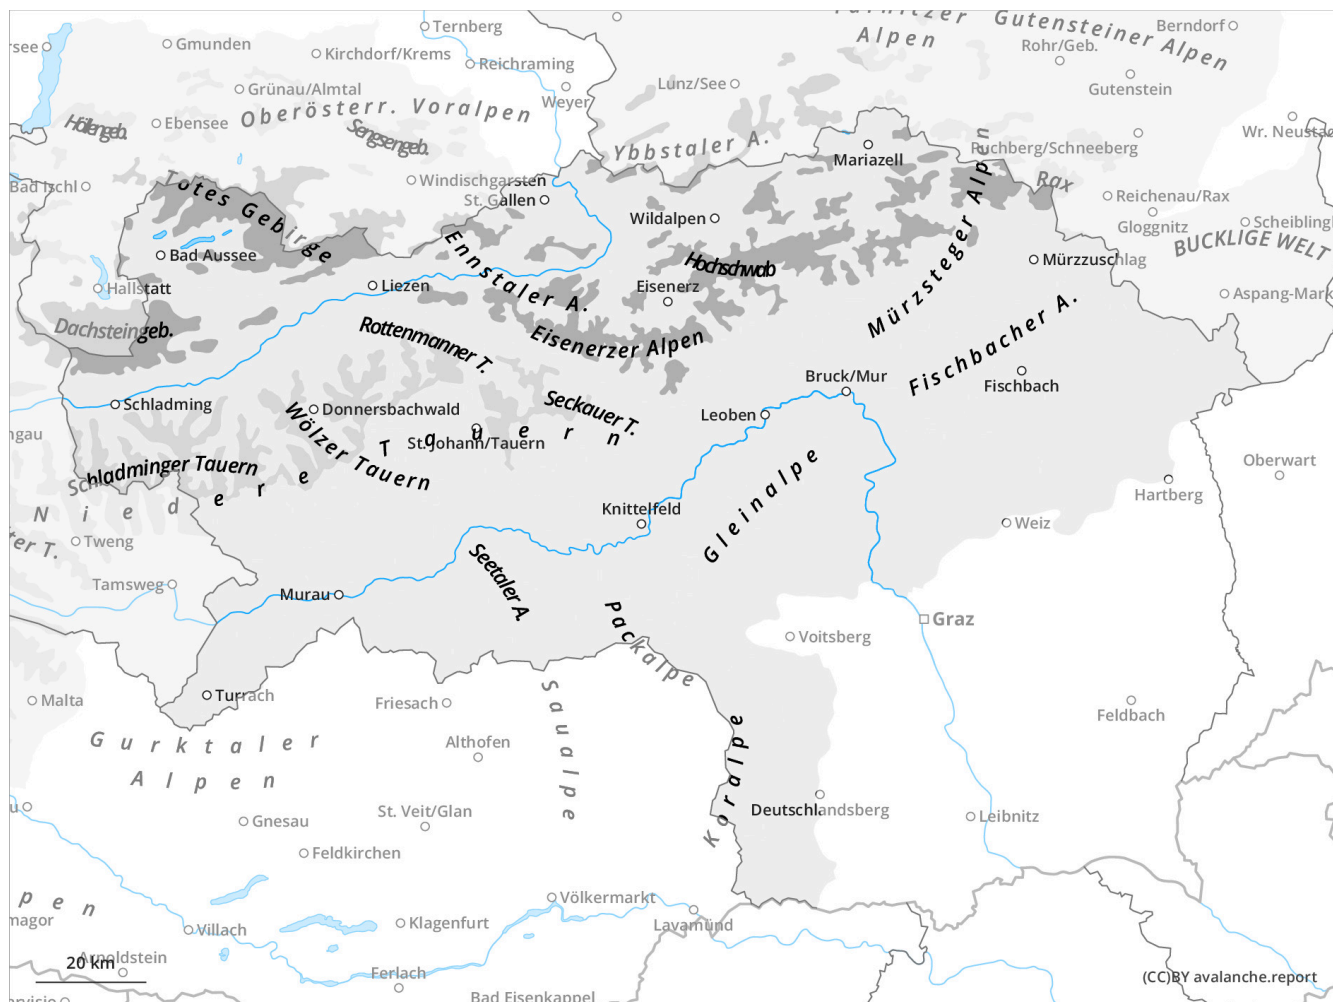 Ternberg
Gutensteiner Alpen
Alpen
Berndorf
Gmunden
Kirchdorf/Krems
Reichraming
Rohr/Geb.
Lunz/See
Gutenstein
Grünau/Almtal
Weyer
Oberösterr. Voralpen
Höllengeb.
Ebensee
Sengsengeb.
Ybbstaler A.
Mariazell
Puchberg/Schneeberg
Bad Ischl
Windischgarsten
St. Gallen
Rax
Reichenau/Rax
Gloggnitz
Totes Gebirge
Wildalpen
BUCKLIGE WELT
Bad Aussee
Ennstaler A.
Hochschwab
Mürzsteger Alpen
Mürzzuschlag
Hallstatt
Liezen
Eisenerz
Dachsteingeb.
Rottenmanner T.
Eisenerzer Alpen
Fischbacher A.
Bruck/Mur
Fischbach
Schladming
Donnersbachwald
Seckauer T.
Leoben
St. Johann/Tauern
Wölzer Tauern
Schladminger Tauern
Niedere Tauern
Gleinalpe
Oberwart
Hartberg
Knittelfeld
Weiz
Tweng
Tamsweg
Murau
Seetaler A.
Packalpe
Graz
Voitsberg
Malta
Turrach
Friesach
Saualpe
Feldbach
Gurktaler
Alpen
Althofen
Koralpe
Gnesau
St. Veit/Glan
Deutschlandsberg
Leibnitz
Feldkirchen
Völkermarkt
Klagenfurt
Lavamünd
Villach
Arnoldstein
20 km
Ferlach
Bad Eisenkappel
(CC)BY avalanche.report